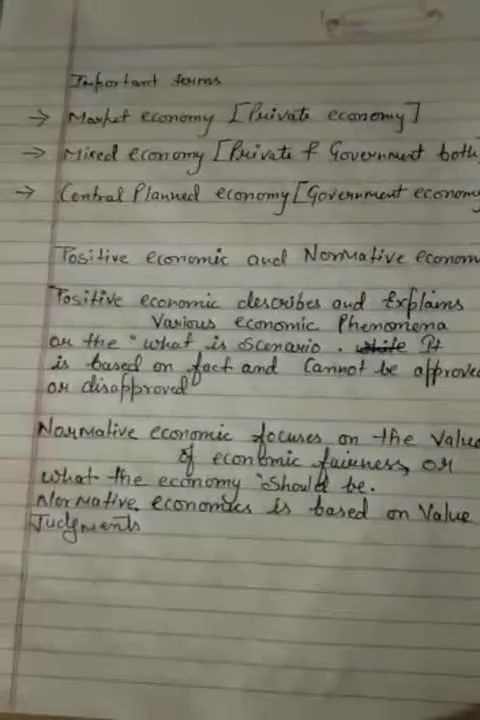 Important terms
→ Market economy [Private economy]
→ Mixed economy [Private & Government both
→ Central Planned economy [Government economy
Positive economic and Normative econom
Positive economic describes and Explains
Various economic Phenomena
or the "what is scenario. while It
is based on fact and Cannot be approved
or disapproved"
Normative economic focuses on the Value
of economic fairness, or
what the economy "should be.
Normative economics is based on Value
Judgments